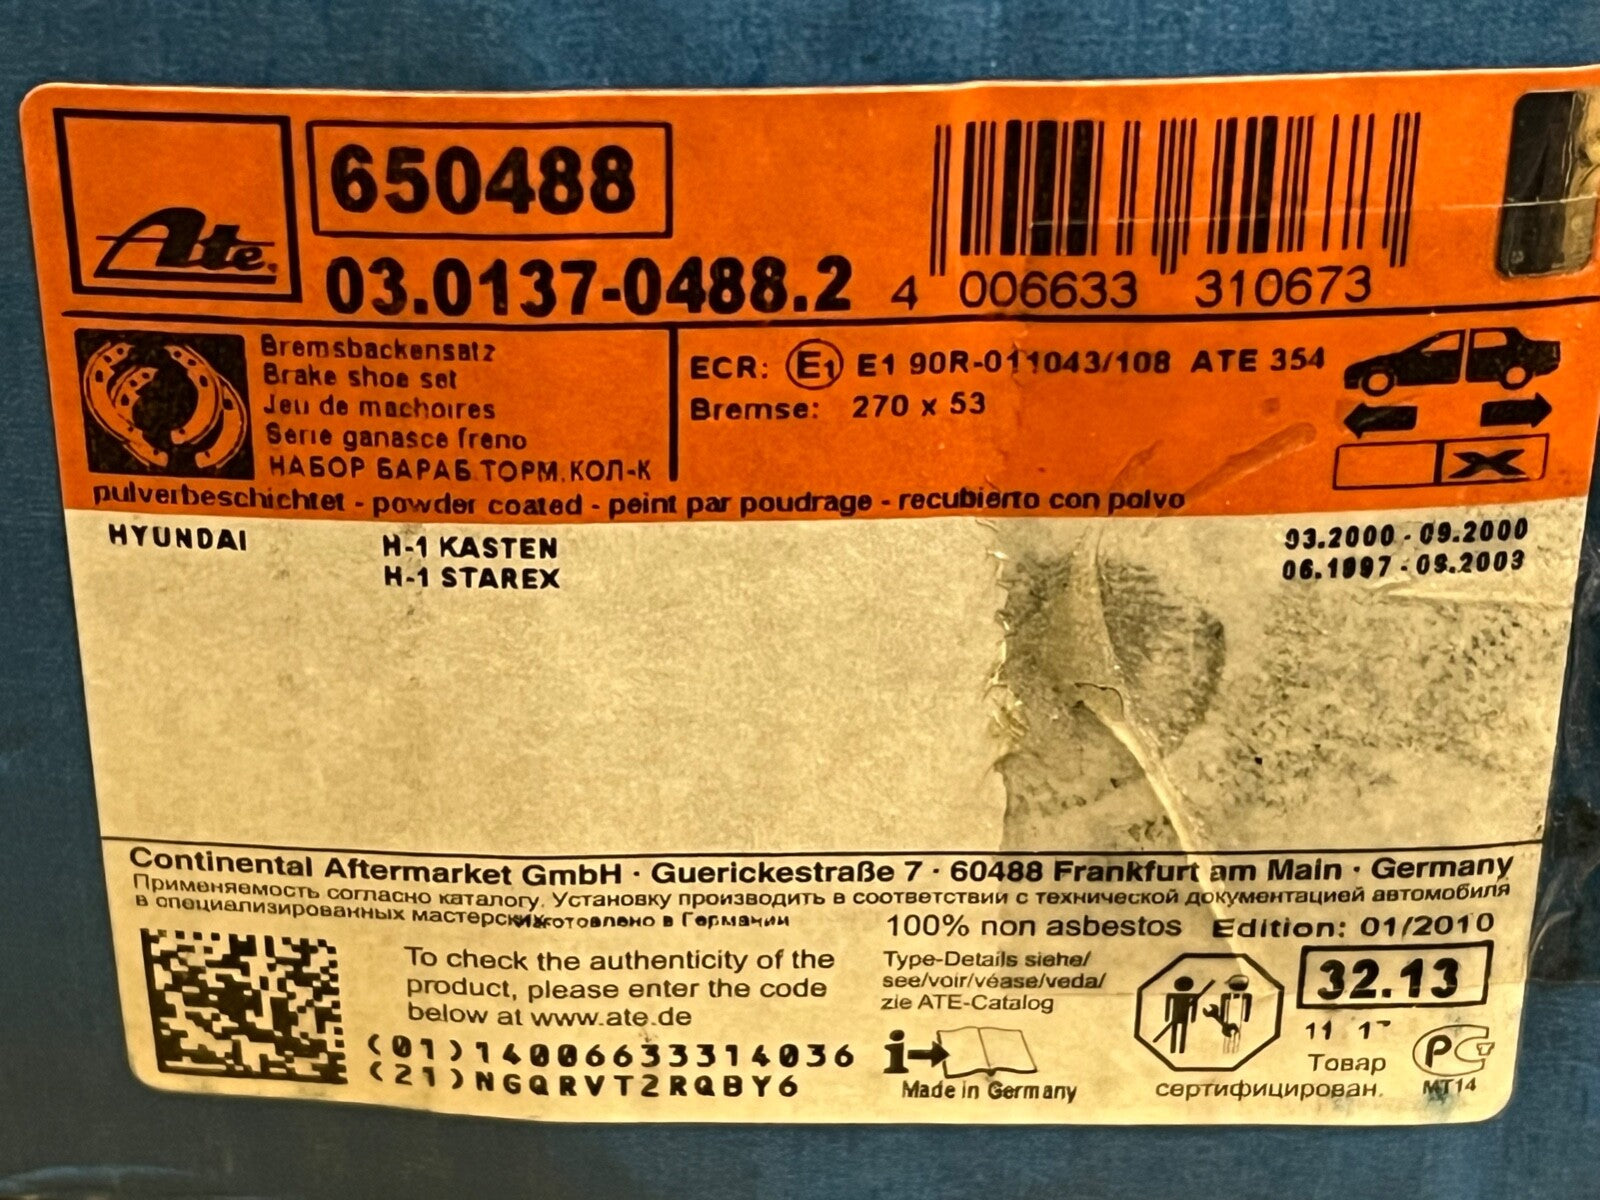 Ate
650488
03.0137-0488.2
4 006633 310673
Bremsbackensatz
Brake shoe set
Jeu de machoires
Serie ganasce freno
НАБОР БАРАБ.ТОРМ.КОЛ-К
ECR: E1 E1 90R-011043/108 ATE 354
Bremse: 270 x 53
X
pulverbeschichtet - powder coated - peint par poudrage - recubierto con polvo
HYUNDAI H-1 KASTEN 03.2000 - 09.2000
H-1 STAREX 06.1997 -
Continental Aftermarket GmbH · Guerickestraße 7 · 60488 Frankfurt am Main · Germany
Применяемость согласно каталогу. Установку производить в соответствии с технической документацией автомобиля
в специализированных мастерских изготовлено в Германии
100% non asbestos Edition: 01/2010
To check the authenticity of the
product, please enter the code
below at www.ate.de
(01)14006633314036
(21)NGQRVT2RQBY6
Type-Details siehe/
see/voir/véase/veda/
zie ATE-Catalog
i
Made in Germany
32.13
11
Товар
сертифицирован.
РСТ
МТ14